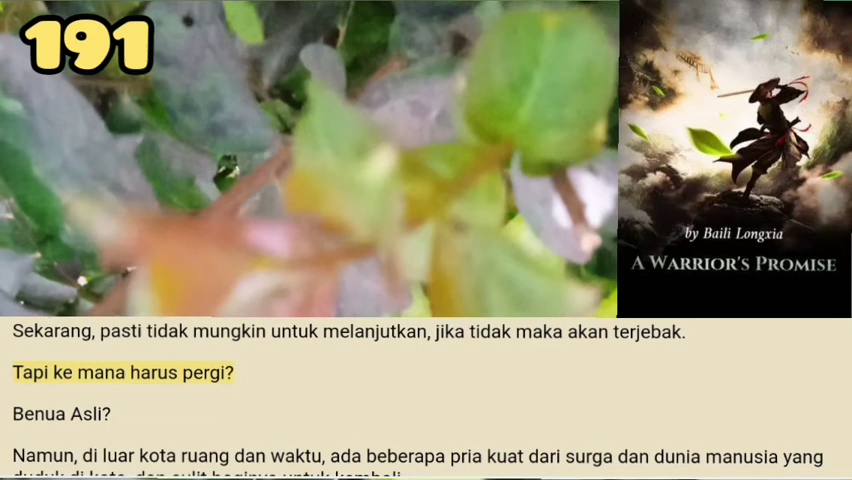 191
by Baili Longxia
A WARRIOR'S PROMISE
Sekarang, pasti tidak mungkin untuk melanjutkan, jika tidak maka akan terjebak.
Tapi ke mana harus pergi?
Benua Asli?
Namun, di luar kota ruang dan waktu, ada beberapa pria kuat dari surga dan dunia manusia yang